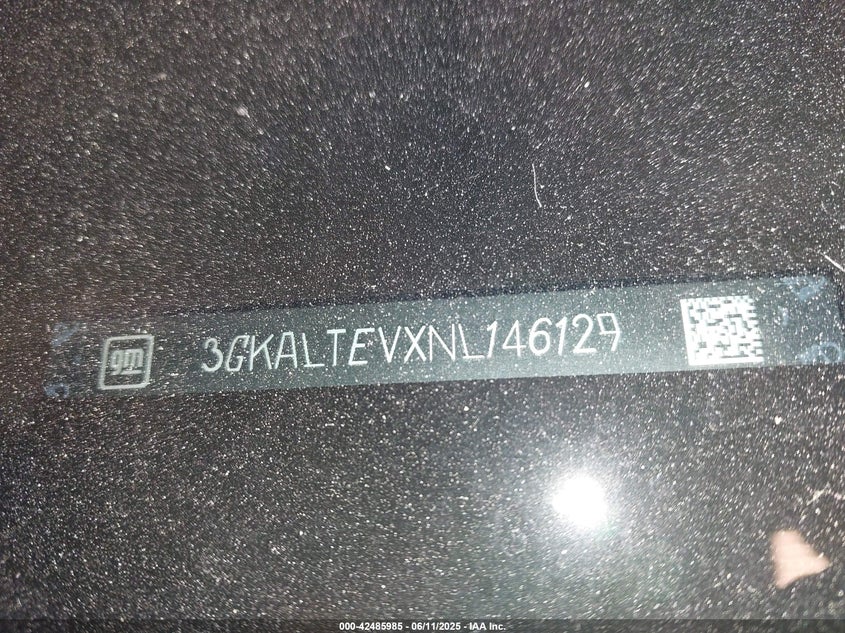 gm 3GKALTEVXNL146129
000-42485985 - 06/11/2025 - IAA Inc.